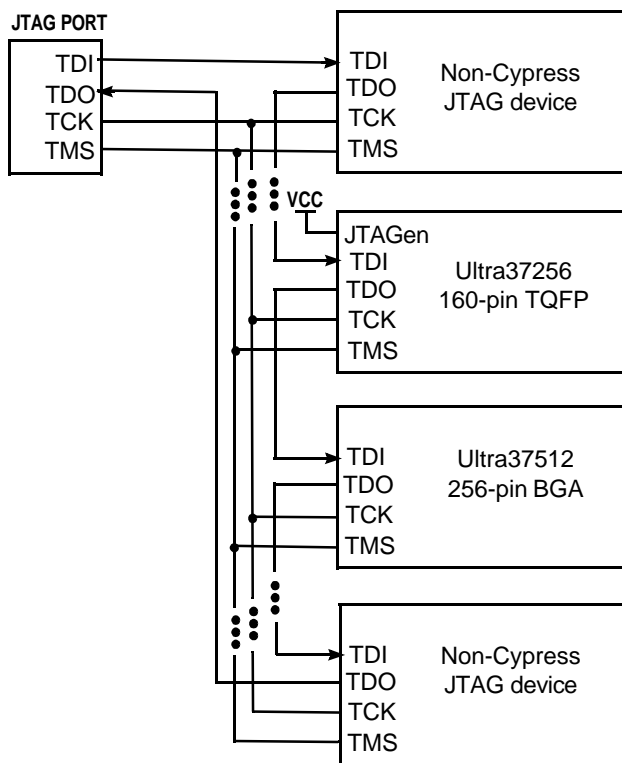 JTAG PORT
TDI
TDO
TCK
TMS
TDI
TDO
TCK
TMS
Non-Cypress
JTAG device
VCC
JTAGen
TDI
TDO
TCK
TMS
Ultra37256
160-pin TQFP
TDI
TDO
TCK
TMS
Ultra37512
256-pin BGA
TDI
TDO
TCK
TMS
Non-Cypress
JTAG device